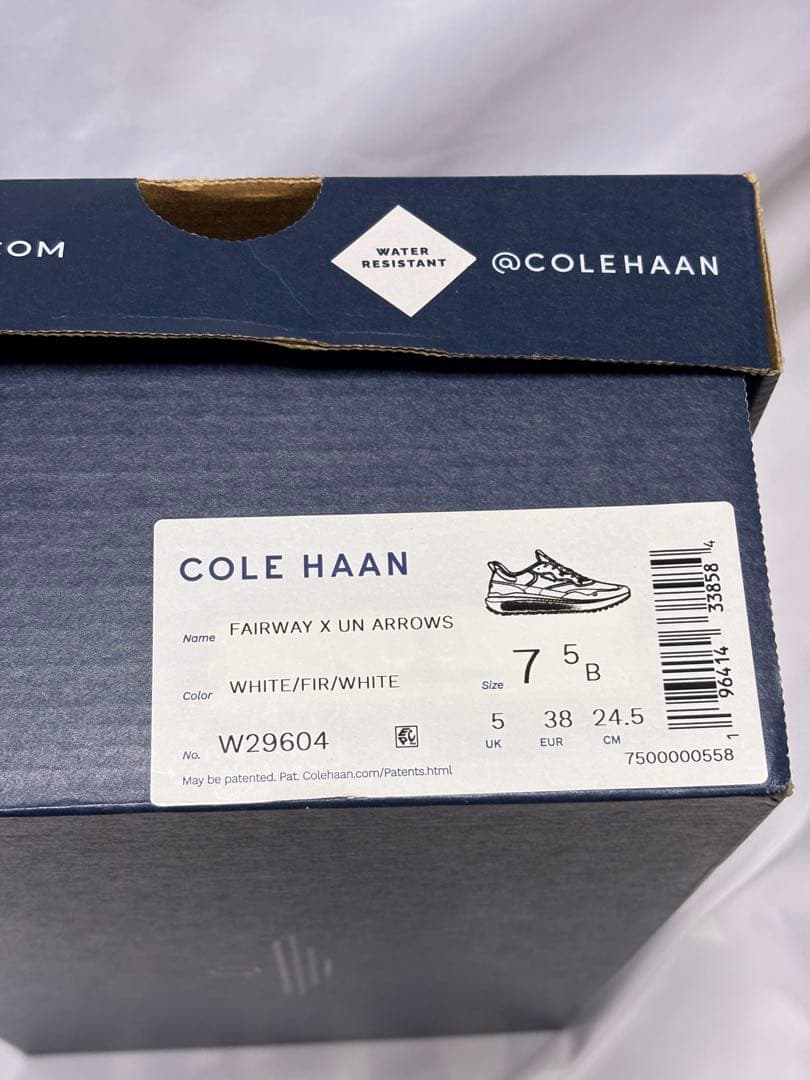 COM
WATER
RESISTANT
@COLEHAAN
COLE HAAN
Name FAIRWAY X UN ARROWS
Color WHITE/FIR/WHITE
Size 7 5 B
No. W29604
5 38 24.5
UK EUR CM
May be patented. Pat. Colehaan.com/Patents.html
7500000558
1 96414 33858 4